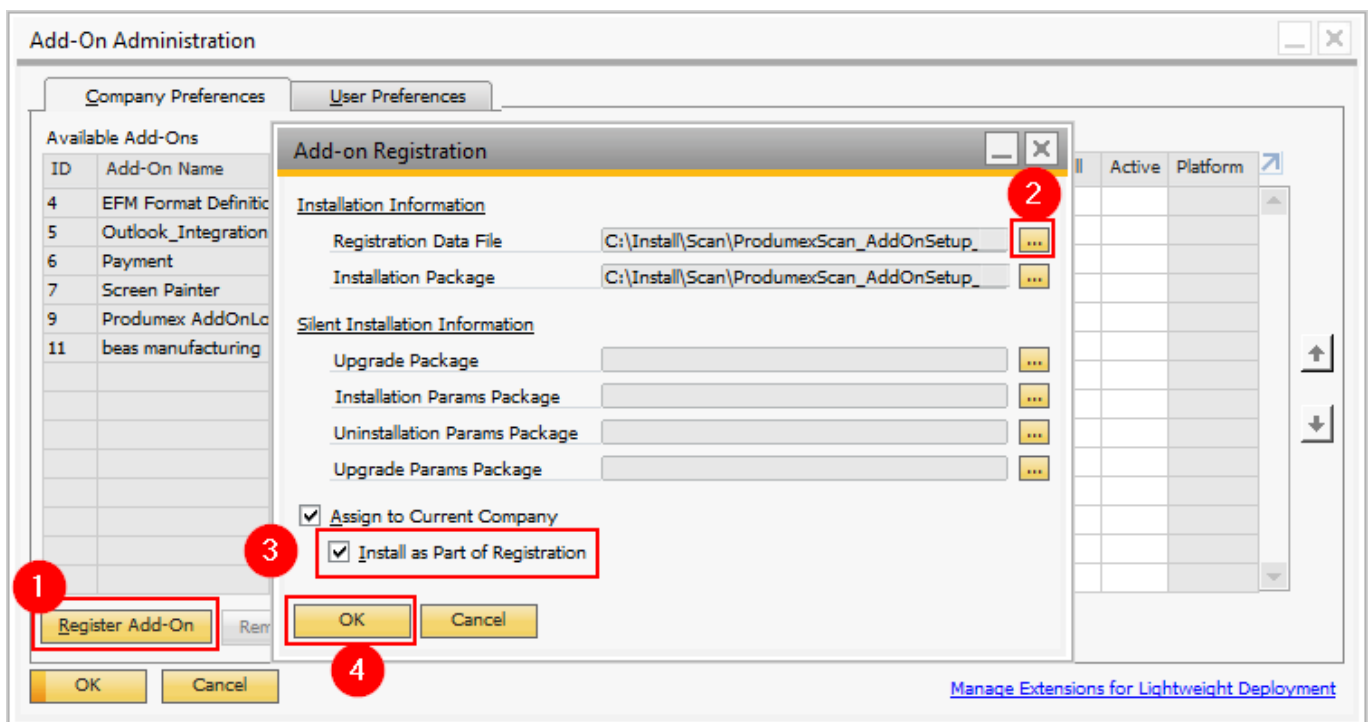 Add-On Administration
Company Preferences
User Preferences
Available Add-Ons
ID Add-On Name
Active Platform
4 EFM Format Definitic
5 Outlook_Integration
6 Payment
7 Screen Painter
9 Produmex AddOnLo
11 beas manufacturing
Add-on Registration
2
Installation Information
Registration Data File C:\Install\Scan\ProdumexScan_AddOnSetup_ ...
Installation Package C:\Install\Scan\ProdumexScan_AddOnSetup_ ...
Silent Installation Information
Upgrade Package ...
Installation Params Package ...
Uninstallation Params Package ...
Upgrade Params Package ...
Assign to Current Company
3 Install as Part of Registration
1
Register Add-On Rem
OK Cancel
4
OK Cancel
Manage Extensions for Lightweight Deployment